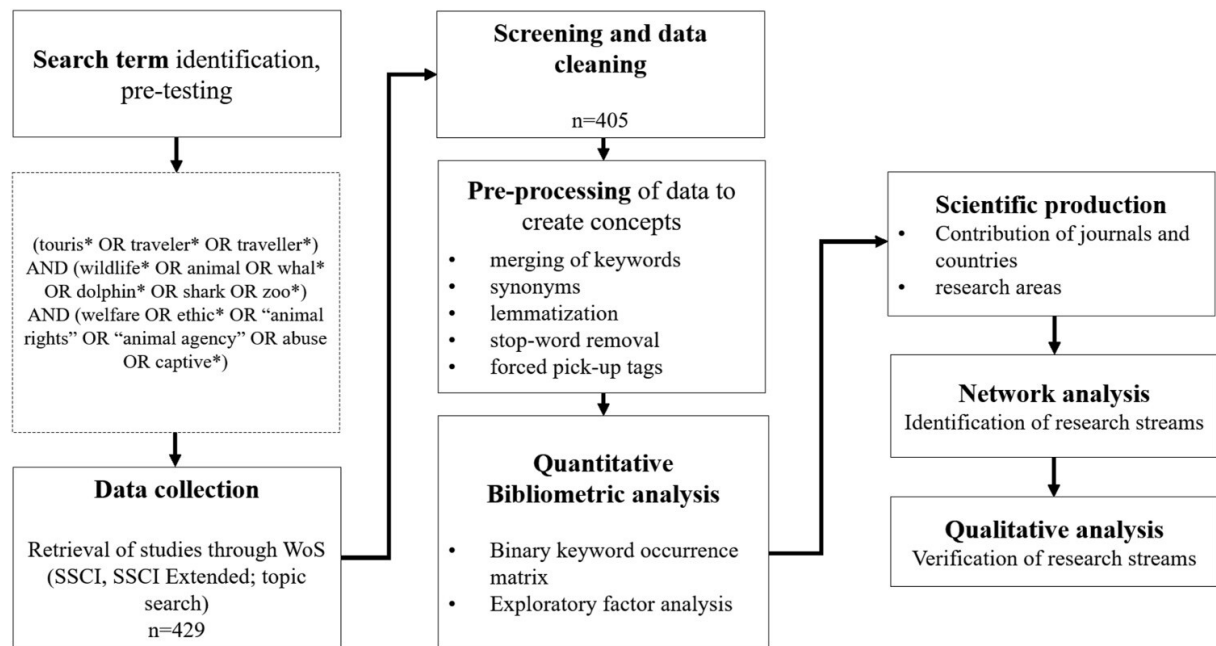 Search term identification,
pre-testing
(touris* OR traveler* OR traveller*)
AND (wildlife* OR animal OR whal*
OR dolphin* OR shark OR zoo*)
AND (welfare OR ethic* OR “animal
rights” OR “animal agency” OR abuse
OR captive*)
Data collection
Retrieval of studies through WoS
(SSCI, SSCI Extended; topic
search)
n=429
Screening and data
cleaning
n=405
Pre-processing of data to
create concepts
• merging of keywords
• synonyms
• lemmatization
• stop-word removal
• forced pick-up tags
Quantitative
Bibliometric analysis
• Binary keyword occurrence
matrix
• Exploratory factor analysis
Scientific production
• Contribution of journals and
countries
• research areas
Network analysis
Identification of research streams
Qualitative analysis
Verification of research streams